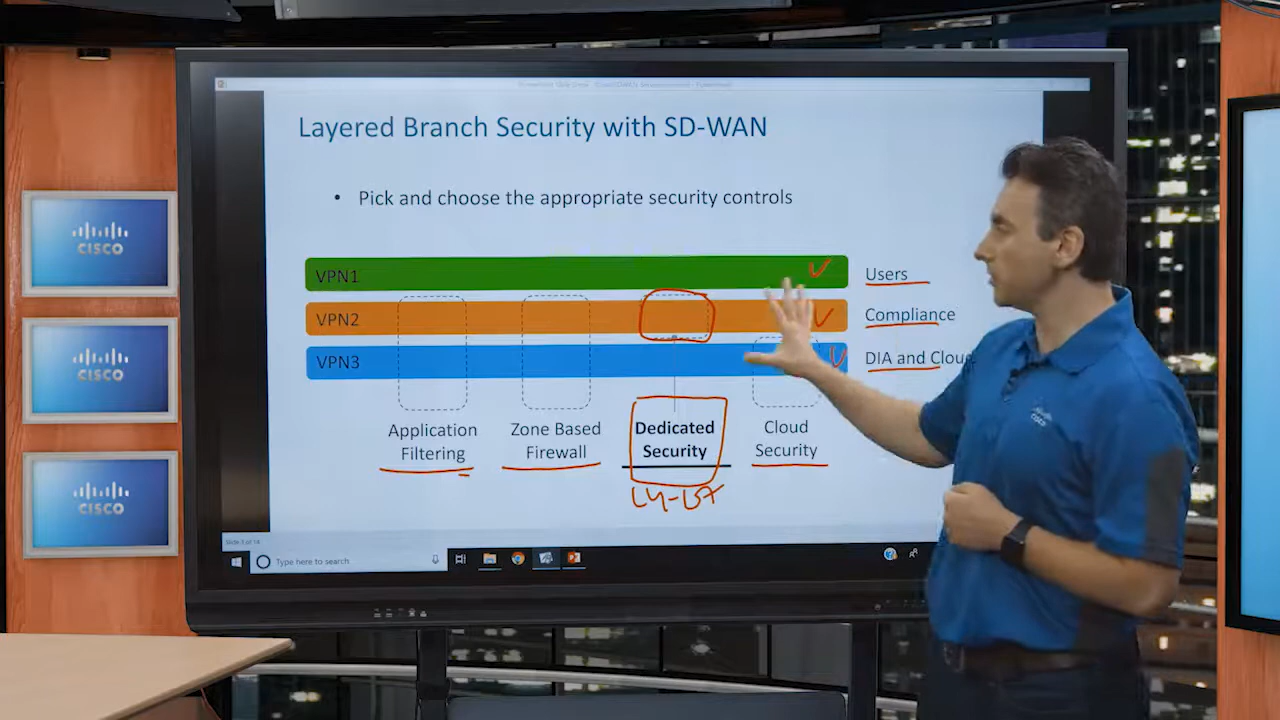 Layered Branch Security with SD-WAN
• Pick and choose the appropriate security controls
VPN1
Users
VPN2
Compliance
VPN3
DIA and Cloud
Application
Filtering
Zone Based
Firewall
Dedicated
Security
Cloud
Security
L4-L7
Type here to search
CISCO
CISCO
CISCO
CISCO